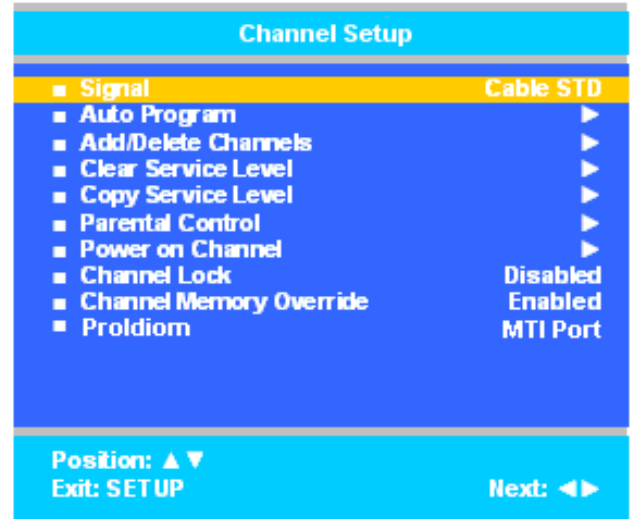 Channel Setup
Signal Cable STD
Auto Program ▶
Add/Delete Channels ▶
Clear Service Level ▶
Copy Service Level ▶
Parental Control ▶
Power on Channel ▶
Channel Lock Disabled
Channel Memory Override Enabled
Proldiom MTI Port
Position: ▲▼
Exit: SETUP Next: ◀▶